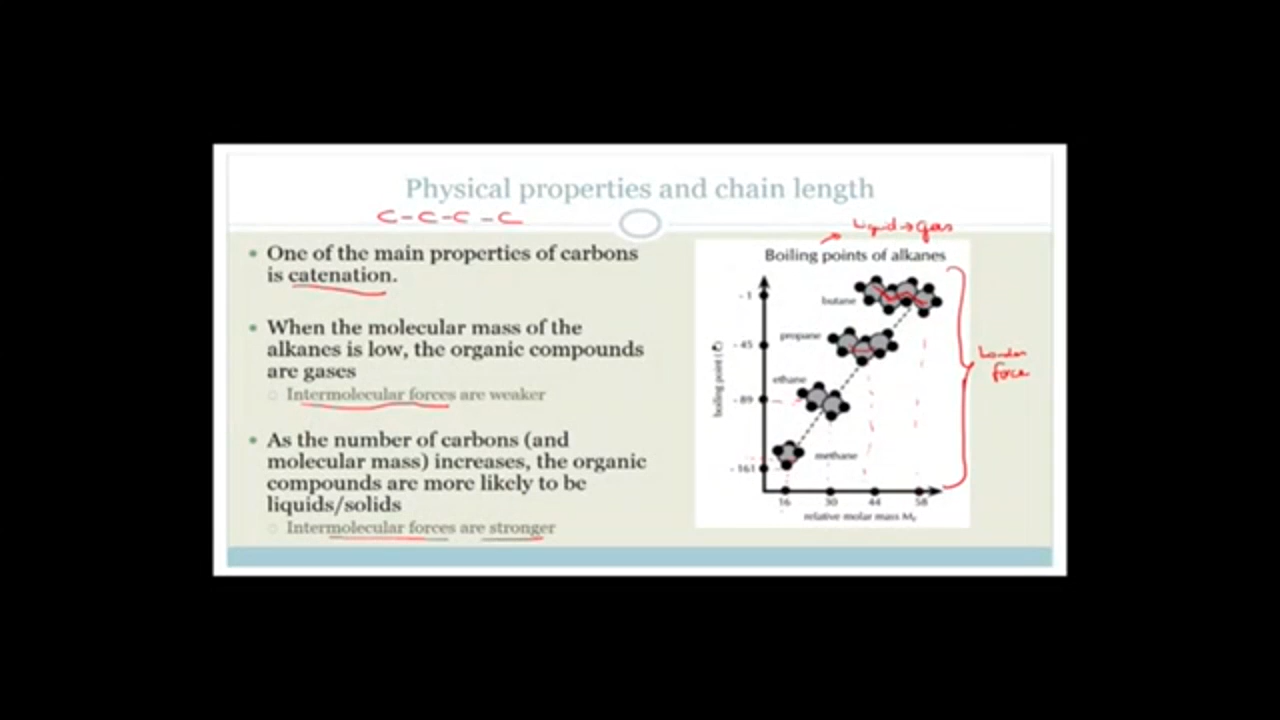 Physical properties and chain length
C-C-C-C
One of the main properties of carbons
is catenation.
When the molecular mass of the
alkanes is low, the organic compounds
are gases
Intermolecular forces are weaker
As the number of carbons (and
molecular mass) increases, the organic
compounds are more likely to be
liquids/solids
Intermolecular forces are stronger
Liquid → gas
Boiling points of alkanes
-1
butane
-45
propane
ethane
-89
methane
-161
16 30 44 58
relative molar mass Mr
boiling point (°C)
London
force